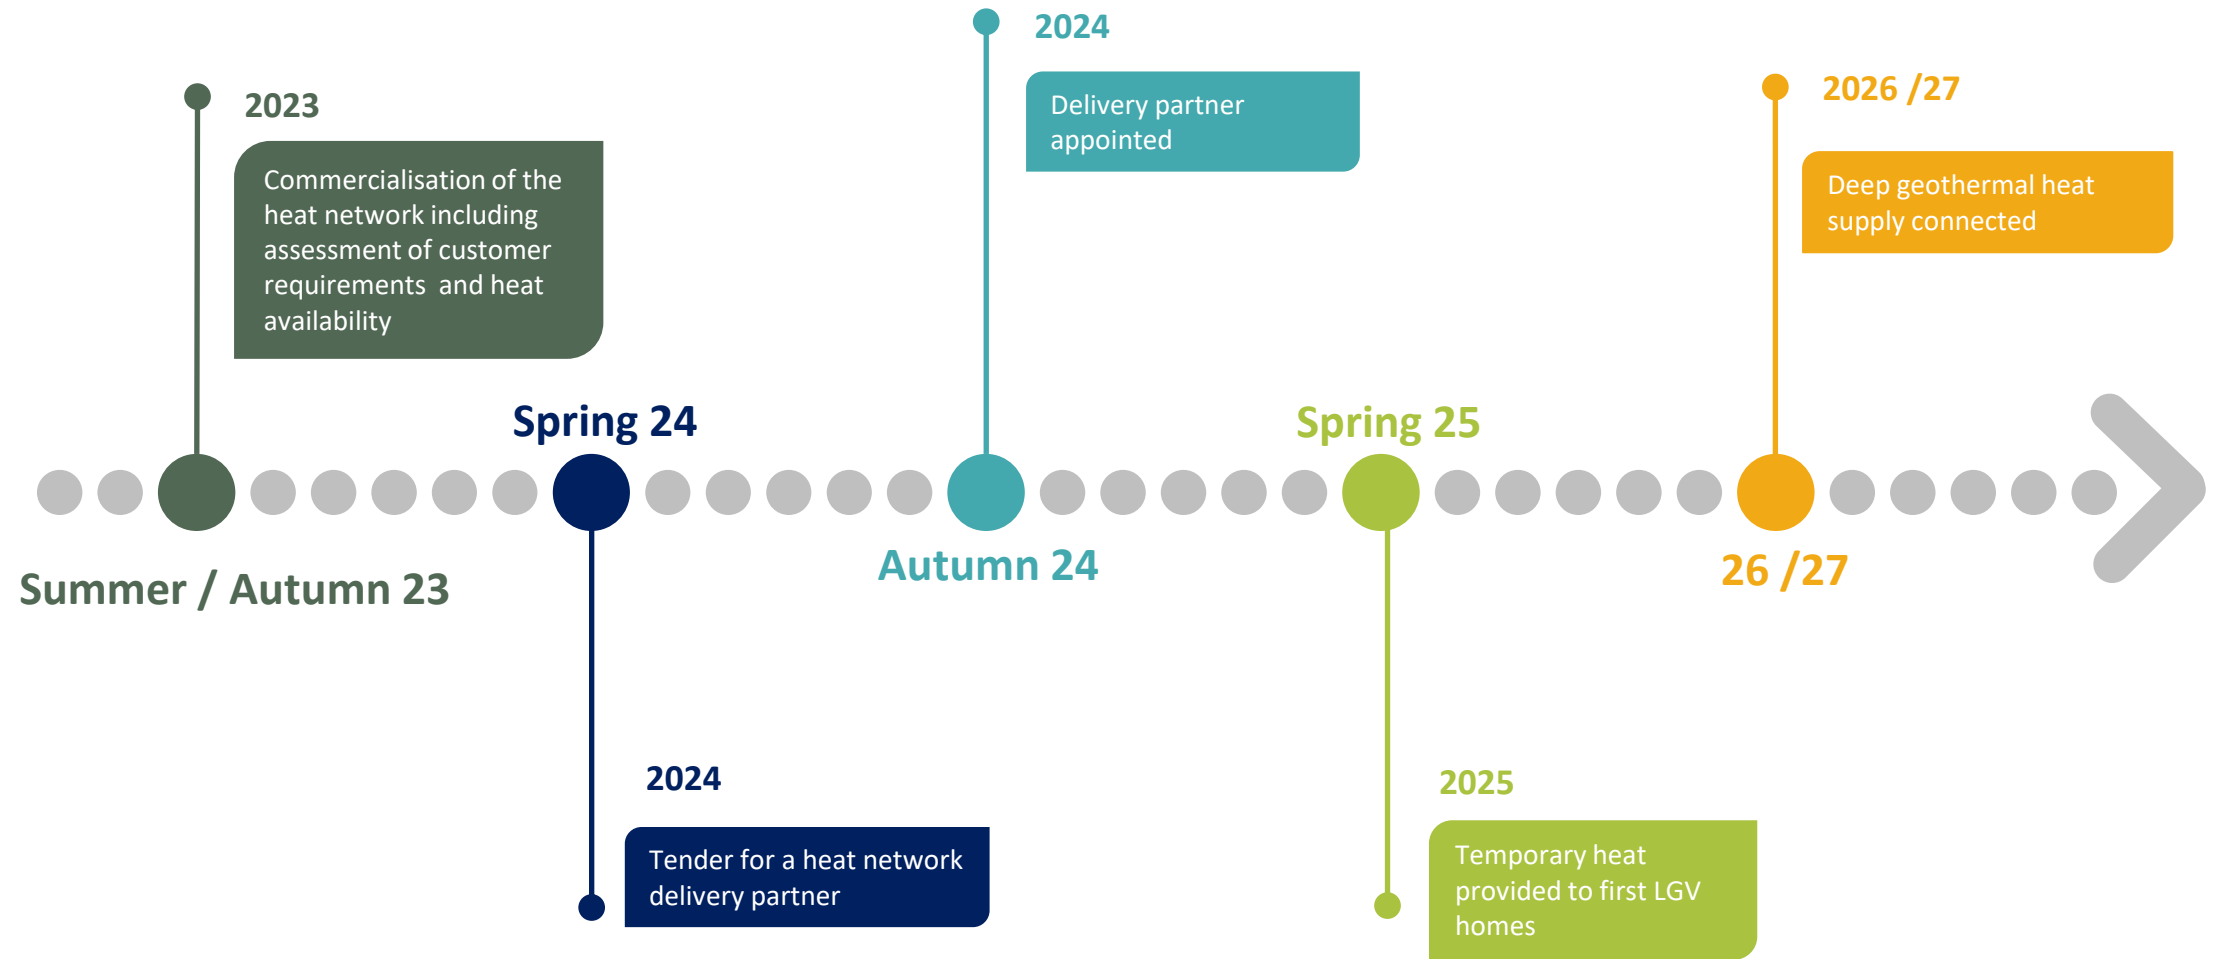 2023
Commercialisation of the
heat network including
assessment of customer
requirements  and heat
availability
Summer / Autumn 23
Spring 24
2024
Tender for a heat network
delivery partner
2024
Delivery partner
appointed
Autumn 24
Spring 25
2025
Temporary heat
provided to first LGV
homes
2026 /27
Deep geothermal heat
supply connected
26 /27